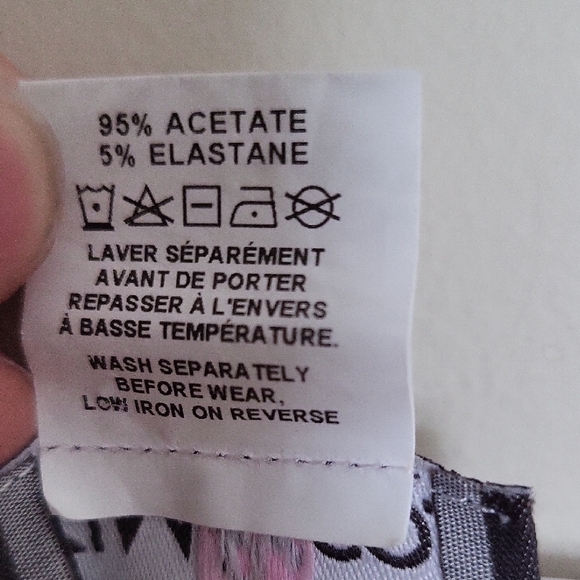 95% ACETATE
5% ELASTANE
LAVER SÉPARÉMENT
AVANT DE PORTER
REPASSER À L'ENVERS
À BASSE TEMPÉRATURE.
WASH SEPARATELY
BEFORE WEAR,
LOW IRON ON REVERSE